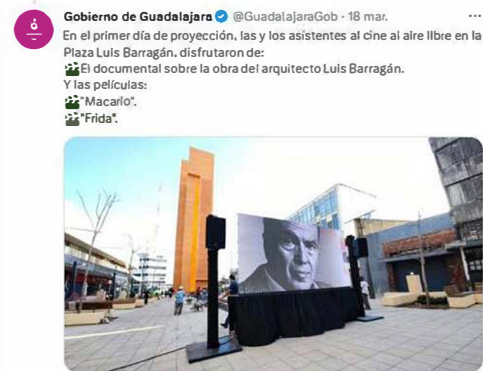 Gobierno de Guadalajara @GuadalajaraGob · 18 mar.
En el primer día de proyección, las y los asistentes al cine al aire libre en la
Plaza Luis Barragán, disfrutaron de:
🎬El documental sobre la obra del arquitecto Luis Barragán.
Y las películas:
🎬"Macario".
🎬"Frida".